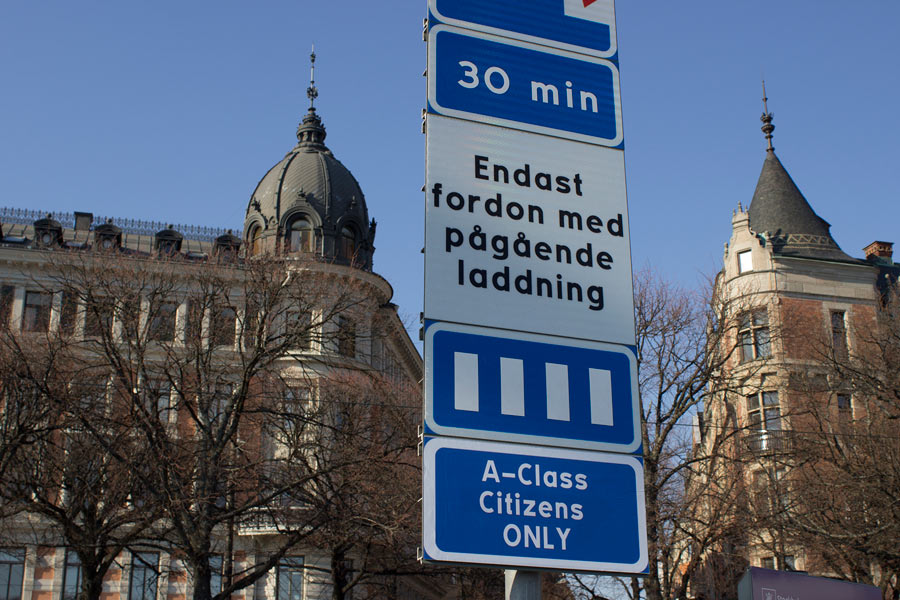 30 min
Endast
fordon med
pågående
laddning
A-Class
Citizens
ONLY